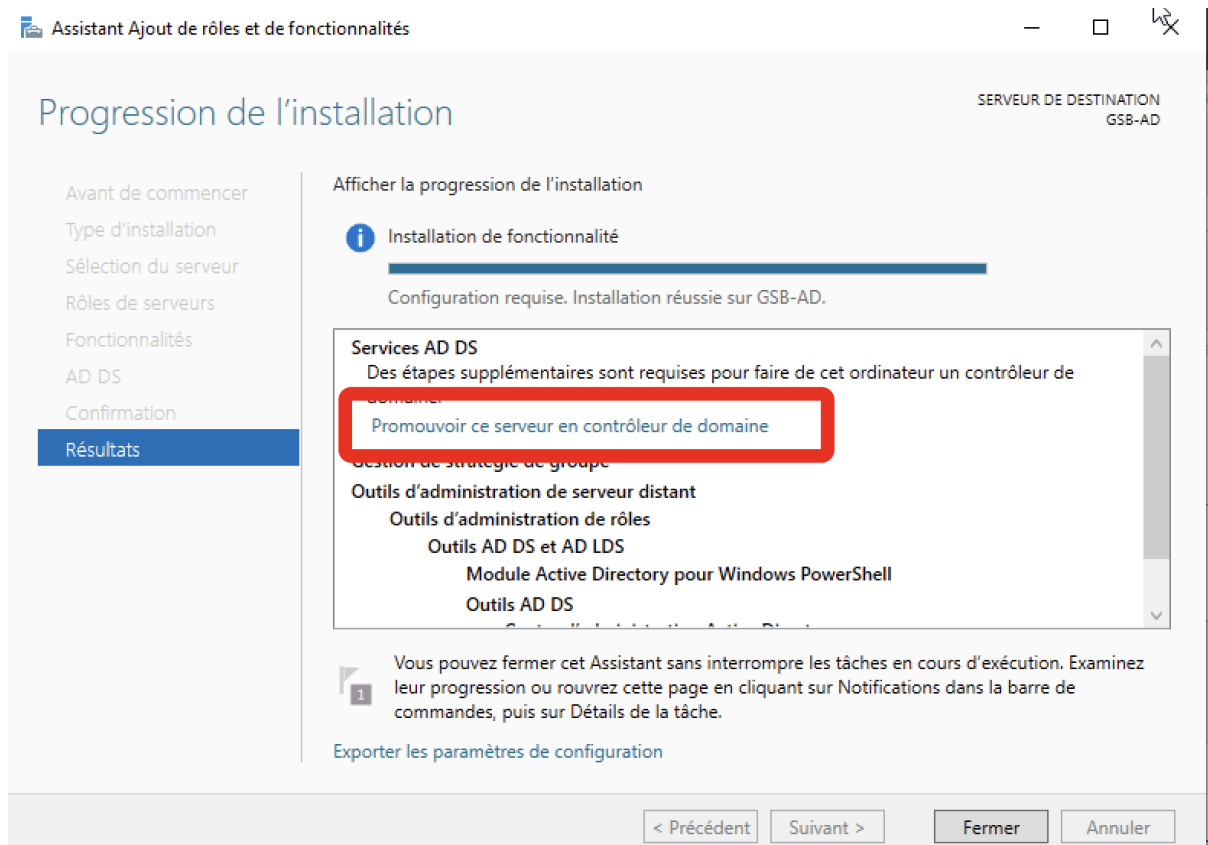 Assistant Ajout de rôles et de fonctionnalités
Progression de l'installation
SERVEUR DE DESTINATION
GSB-AD
Avant de commencer
Type d'installation
Sélection du serveur
Rôles de serveurs
Fonctionnalités
AD DS
Confirmation
Résultats
Afficher la progression de l'installation
Installation de fonctionnalité
Configuration requise. Installation réussie sur GSB-AD.
Services AD DS
Des étapes supplémentaires sont requises pour faire de cet ordinateur un contrôleur de
domaine.
Promouvoir ce serveur en contrôleur de domaine
Gestion de stratégie de groupe
Outils d'administration de serveur distant
Outils d'administration de rôles
Outils AD DS et AD LDS
Module Active Directory pour Windows PowerShell
Outils AD DS
1
Vous pouvez fermer cet Assistant sans interrompre les tâches en cours d'exécution. Examinez
leur progression ou rouvrez cette page en cliquant sur Notifications dans la barre de
commandes, puis sur Détails de la tâche.
Exporter les paramètres de configuration
< Précédent
Suivant >
Fermer
Annuler